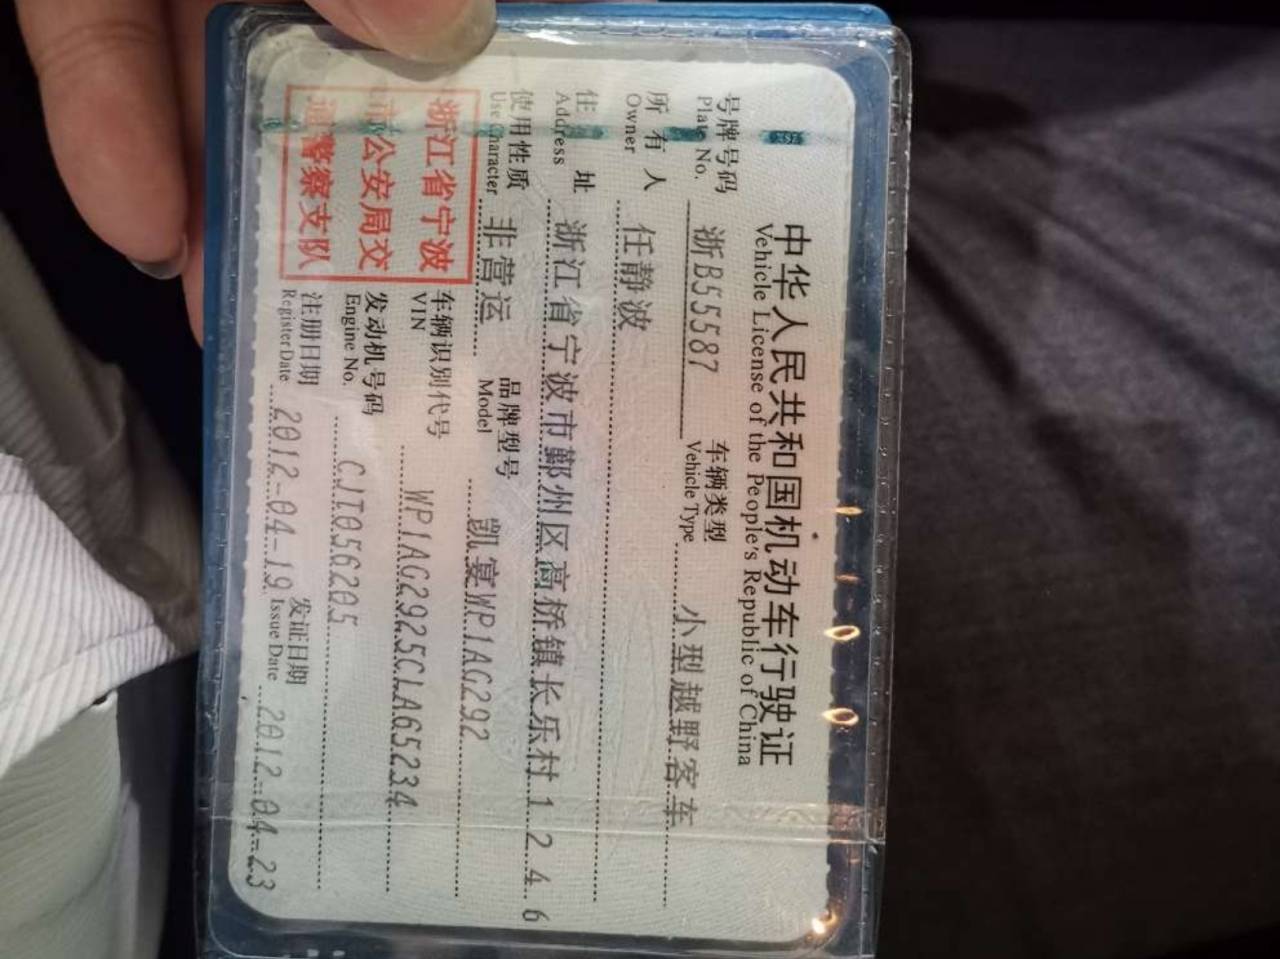 中华人民共和国机动车行驶证
Vehicle License of the People's Republic of China
号牌号码 浙B55587 车辆类型 小型越野客车
Plate No. Vehicle Type
所有人 任静波
Owner
住址 浙江省宁波市鄞州区高桥镇长乐村1246
Address
使用性质 非营运 品牌型号 凯宴WP1AG292
Use Character Model
浙江省宁波
市公安局交
通警察支队
车辆识别代号 WP1AG2925CLA65234
VIN
发动机号码 CJT056205
Engine No.
注册日期 2012-04-19 发证日期 2012-04-23
Register Date Issue Date